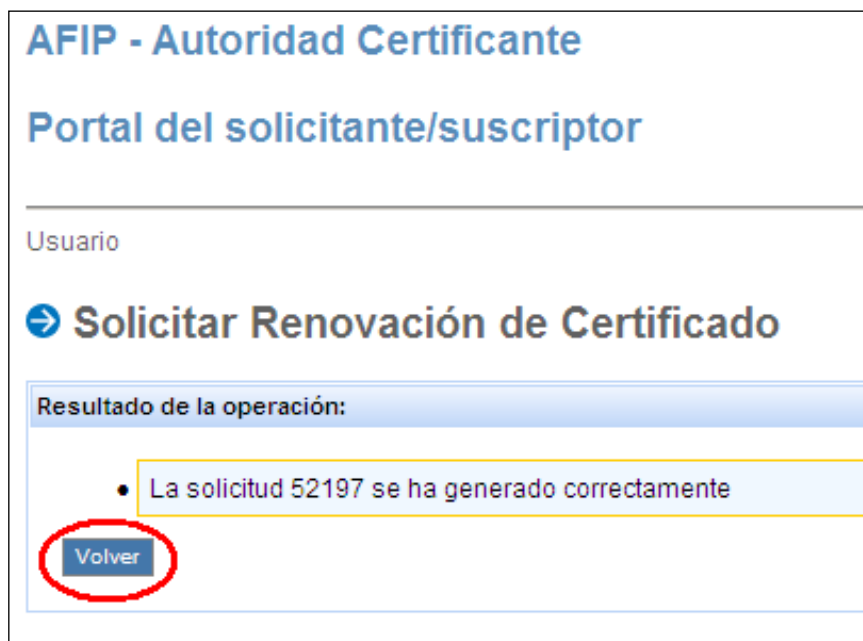 AFIP - Autoridad Certificante
Portal del solicitante/suscriptor
Usuario
Solicitar Renovación de Certificado
Resultado de la operación:
La solicitud 52197 se ha generado correctamente
Volver